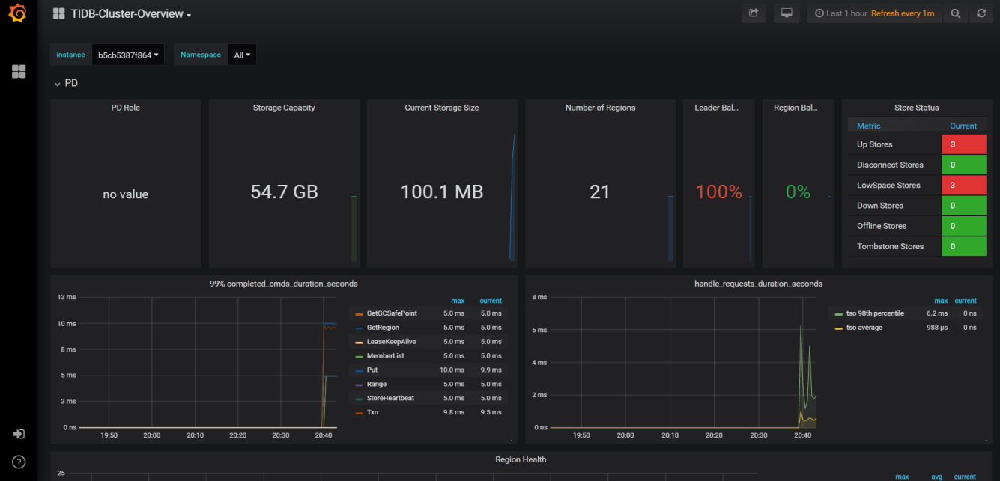 TIDB-Cluster-Overview
Last 1 hour Refresh every 1m
instance b5cb5387f864 Namespace All
PD
PD Role
no value
Storage Capacity
54.7 GB
Current Storage Size
100.1 MB
Number of Regions
21
Leader Bal...
100%
Region Bal...
0%
Store Status
Metric Current
Up Stores 3
Disconnect Stores 0
LowSpace Stores 3
Down Stores 0
Offline Stores 0
Tombstone Stores 0
99% completed_cmds_duration_seconds
13 ms
10 ms
8 ms
5 ms
3 ms
0 ns
19:50 20:00 20:10 20:20 20:30 20:40
max current
GetGCSafePoint 5.0 ms 5.0 ms
GetRegion 5.0 ms 5.0 ms
LeaseKeepAlive 5.0 ms 5.0 ms
MemberList 5.0 ms 5.0 ms
Put 10.0 ms 9.9 ms
Range 5.0 ms 5.0 ms
StoreHeartbeat 5.0 ms 5.0 ms
Txn 9.8 ms 9.5 ms
handle_requests_duration_seconds
8 ms
6 ms
4 ms
2 ms
0 ns
19:50 20:00 20:10 20:20 20:30 20:40
max current
tso 98th percentile 6.2 ms 0 ns
tso average 988 µs 0 ns
Region Health
25
max avg current